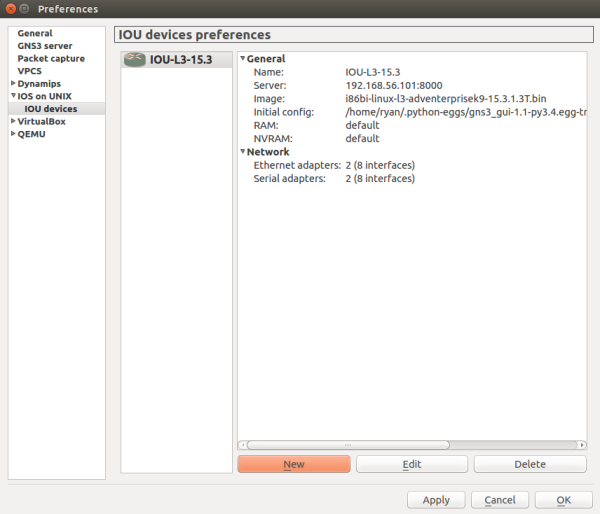 Preferences
General
GNS3 server
Packet capture
VPCS
Dynamips
IOS on UNIX
IOU devices
VirtualBox
QEMU
IOU devices preferences
IOU-L3-15.3
General
Name: IOU-L3-15.3
Server: 192.168.56.101:8000
Image: i86bi-linux-l3-adventerprisek9-15.3.1.3T.bin
Initial config: /home/ryan/.python-eggs/gns3_gui-1.1-py3.4.egg-tr
RAM: default
NVRAM: default
Network
Ethernet adapters: 2 (8 interfaces)
Serial adapters: 2 (8 interfaces)
New Edit Delete
Apply Cancel OK